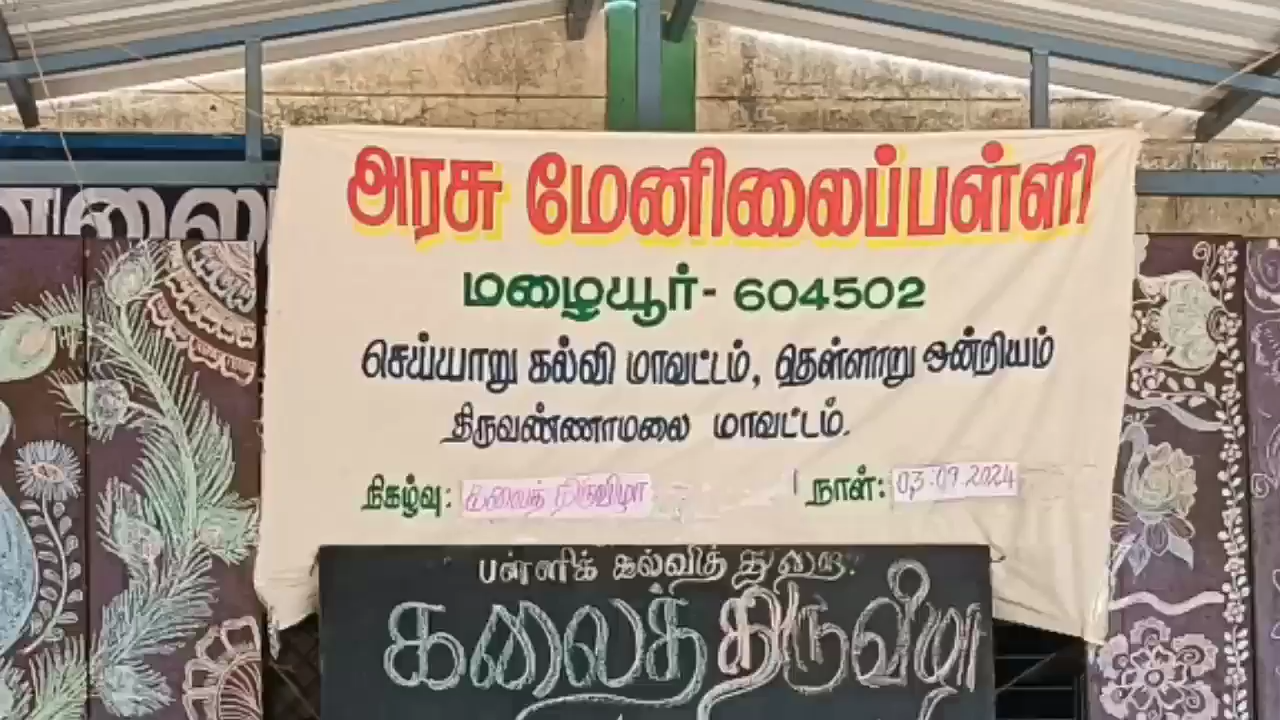 அரசு மேனிலைப்பள்ளி
மழையூர் - 604502
செய்யாறு கல்வி மாவட்டம், தெள்ளாறு ஒன்றியம்
திருவண்ணாமலை மாவட்டம்.
நிகழ்வு: கலைத் திருவிழா நாள்: 03.09.2024
பள்ளிக் கல்வித் துறை
கலைத்திருவிழா